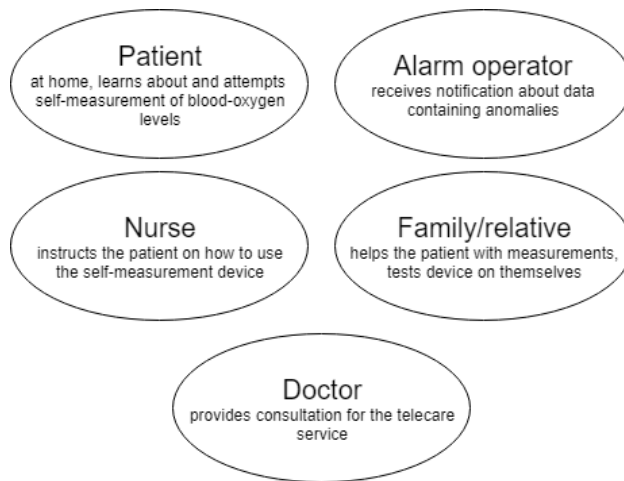 Patient
at home, learns about and attempts
self-measurement of blood-oxygen
levels
Alarm operator
receives notification about data
containing anomalies
Nurse
instructs the patient on how to use
the self-measurement device
Family/relative
helps the patient with measurements,
tests device on themselves
Doctor
provides consultation for the telecare
service